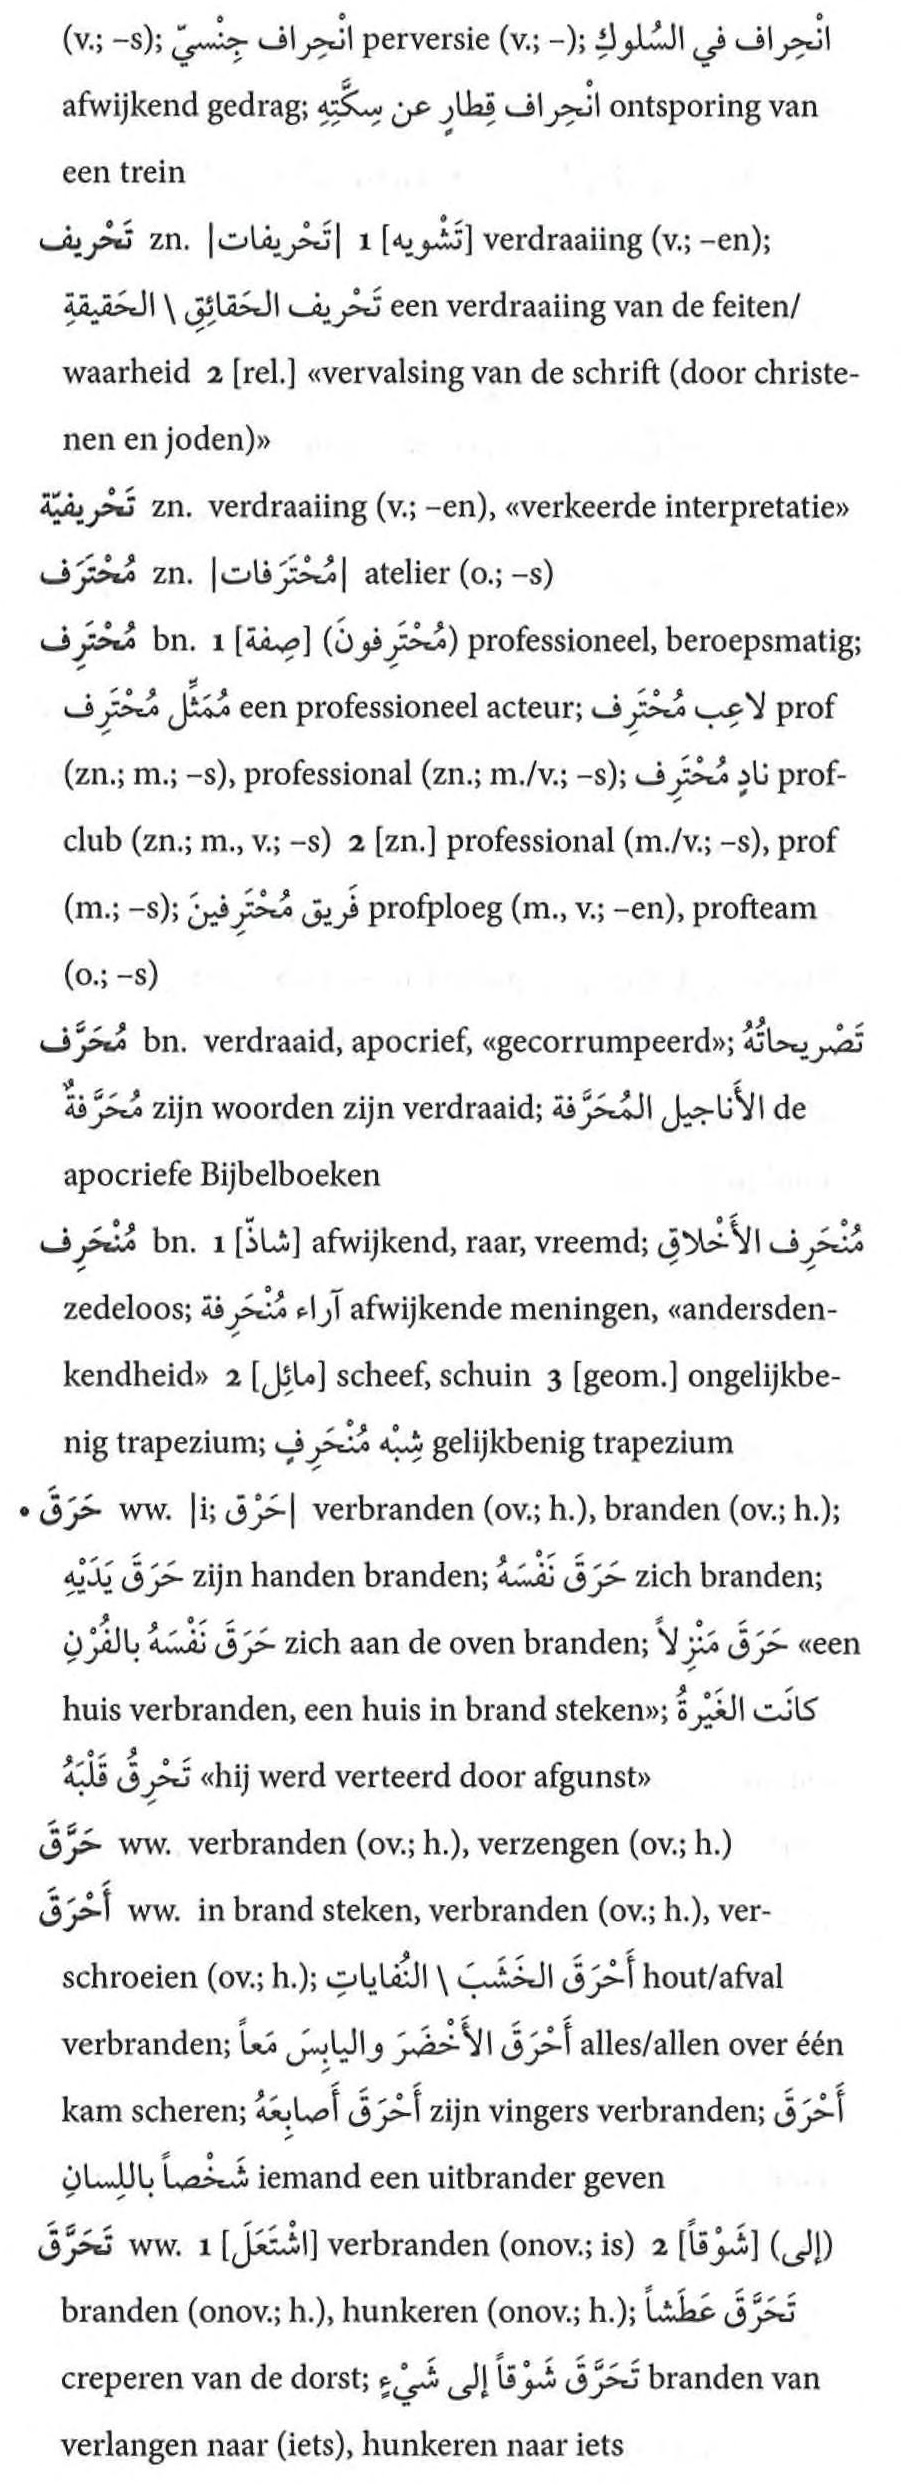 (v.; –s); اِنْحِراف جِنْسيّ perversie (v.; –); اِنْحِراف في السُلوكِ
afwijkend gedrag; اِنْحِراف قِطارٍ عن سِكَّتِهِ ontsporing van
een trein
تَحْريف zn. |تَحْريفات| 1 [تَشْويه] verdraaiing (v.; –en);
تَحْريف الحَقائِقِ \ الحَقيقةِ een verdraaiing van de feiten/
waarheid 2 [rel.] «vervalsing van de schrift (door christe-
nen en joden)»
تَحْريفيّة zn. verdraaiing (v.; –en), «verkeerde interpretatie»
مُحْتَرَف zn. |مُحْتَرَفات| atelier (o.; –s)
مُحْتَرِف bn. 1 [صِفة] (مُحْتَرِفونَ) professioneel, beroepsmatig;
مُمَثِّل مُحْتَرِف een professioneel acteur; لاعِب مُحْتَرِف prof
(zn.; m.; –s), professional (zn.; m./v.; –s); نادٍ مُحْتَرِف prof-
club (zn.; m., v.; –s) 2 [zn.] professional (m./v.; –s), prof
(m.; –s); فَريق مُحْتَرِفينَ profploeg (m., v.; –en), profteam
(o.; –s)
مُحَرَّف bn. verdraaid, apocrief, «gecorrumpeerd»; تَصْريحاتُهُ
مُحَرَّفةٌ zijn woorden zijn verdraaid; الأَناجيل المُحَرَّفة de
apocriefe Bijbelboeken
مُنْحَرِف bn. 1 [شاذّ] afwijkend, raar, vreemd; مُنْحَرِف الأَخْلاقِ
zedeloos; آراء مُنْحَرِفة afwijkende meningen, «andersden-
kendheid» 2 [مائِل] scheef, schuin 3 [geom.] ongelijkbe-
nig trapezium; شِبْه مُنْحَرِفٍ gelijkbenig trapezium
• حَرَقَ ww. |i; حَرْق| verbranden (ov.; h.), branden (ov.; h.);
حَرَقَ يَدَيْهِ zijn handen branden; حَرَقَ نَفْسَهُ zich branden;
حَرَقَ نَفْسَهُ بالفُرْنِ zich aan de oven branden; حَرَقَ مَنْزِلاً «een
huis verbranden, een huis in brand steken»; كانَت الغَيْرةُ
تَحْرِقُ قَلْبَهُ «hij werd verteerd door afgunst»
حَرَّقَ ww. verbranden (ov.; h.), verzengen (ov.; h.)
أَحْرَقَ ww. in brand steken, verbranden (ov.; h.), ver-
schroeien (ov.; h.); أَحْرَقَ الخَشَبَ \ النُفاياتِ hout/afval
verbranden; أَحْرَقَ الأَخْضَرَ واليابِسَ مَعاً alles/allen over één
kam scheren; أَحْرَقَ أَصابِعَهُ zijn vingers verbranden; أَحْرَقَ
شَخْصاً باللِسانِ iemand een uitbrander geven
تَحَرَّقَ ww. 1 [اشْتَعَلَ] verbranden (onov.; is) 2 [شَوْقاً] (إلى)
branden (onov.; h.), hunkeren (onov.; h.); تَحَرَّقَ عَطَشاً
creperen van de dorst; تَحَرَّقَ شَوْقاً إلى شَيْءٍ branden van
verlangen naar (iets), hunkeren naar iets